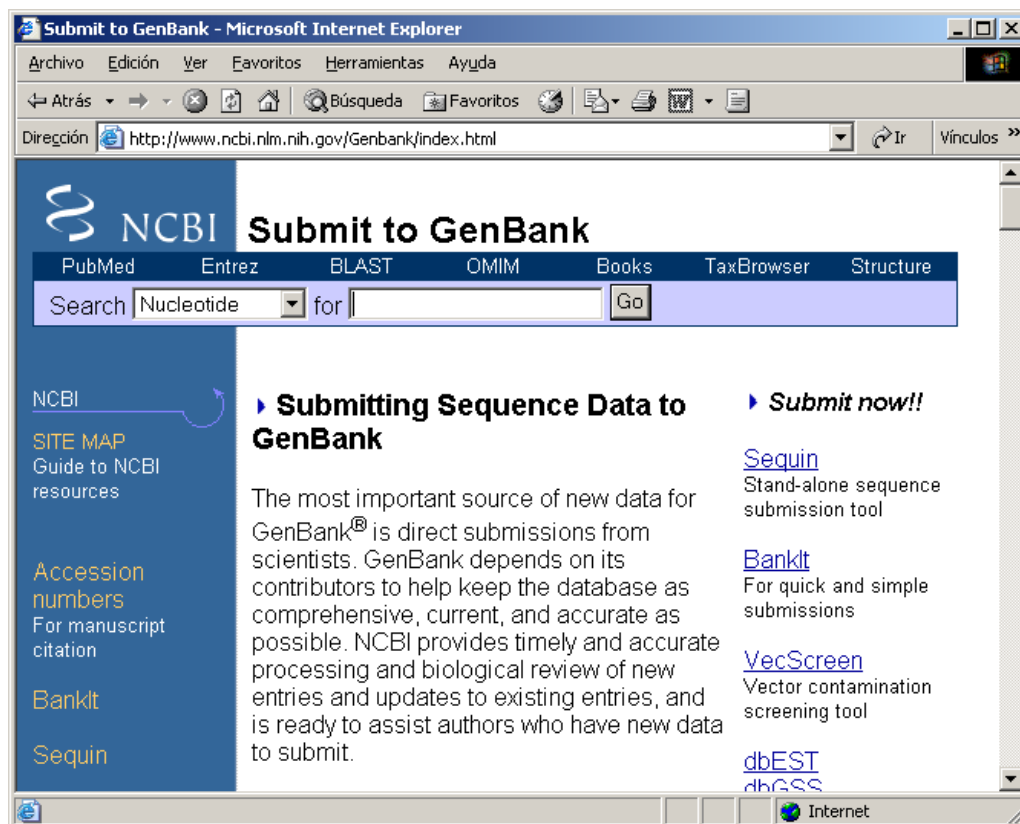 Submit to GenBank - Microsoft Internet Explorer
Archivo Edición Ver Favoritos Herramientas Ayuda
Atrás Búsqueda Favoritos
Dirección http://www.ncbi.nlm.nih.gov/Genbank/index.html Ir Vínculos »
NCBI Submit to GenBank
PubMed Entrez BLAST OMIM Books TaxBrowser Structure
Search Nucleotide for Go
NCBI
SITE MAP
Guide to NCBI
resources
Accession
numbers
For manuscript
citation
BankIt
Sequin
Submitting Sequence Data to
GenBank
The most important source of new data for
GenBank® is direct submissions from
scientists. GenBank depends on its
contributors to help keep the database as
comprehensive, current, and accurate as
possible. NCBI provides timely and accurate
processing and biological review of new
entries and updates to existing entries, and
is ready to assist authors who have new data
to submit.
Submit now!!
Sequin
Stand-alone sequence
submission tool
BankIt
For quick and simple
submissions
VecScreen
Vector contamination
screening tool
dbEST
dbGSS
Internet